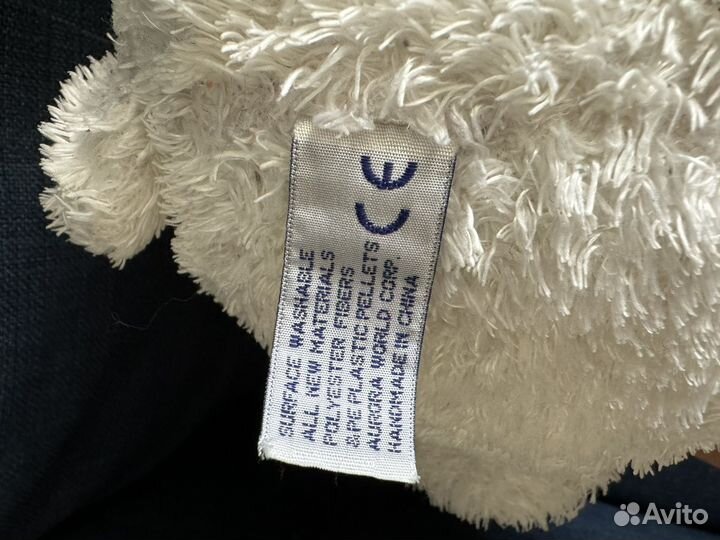 CE
SURFACE WASHABLE
ALL NEW MATERIALS
POLYESTER FIBERS
&PE PLASTIC PELLETS
AURORA WORLD CORP.
HANDMADE IN CHINA
Avito